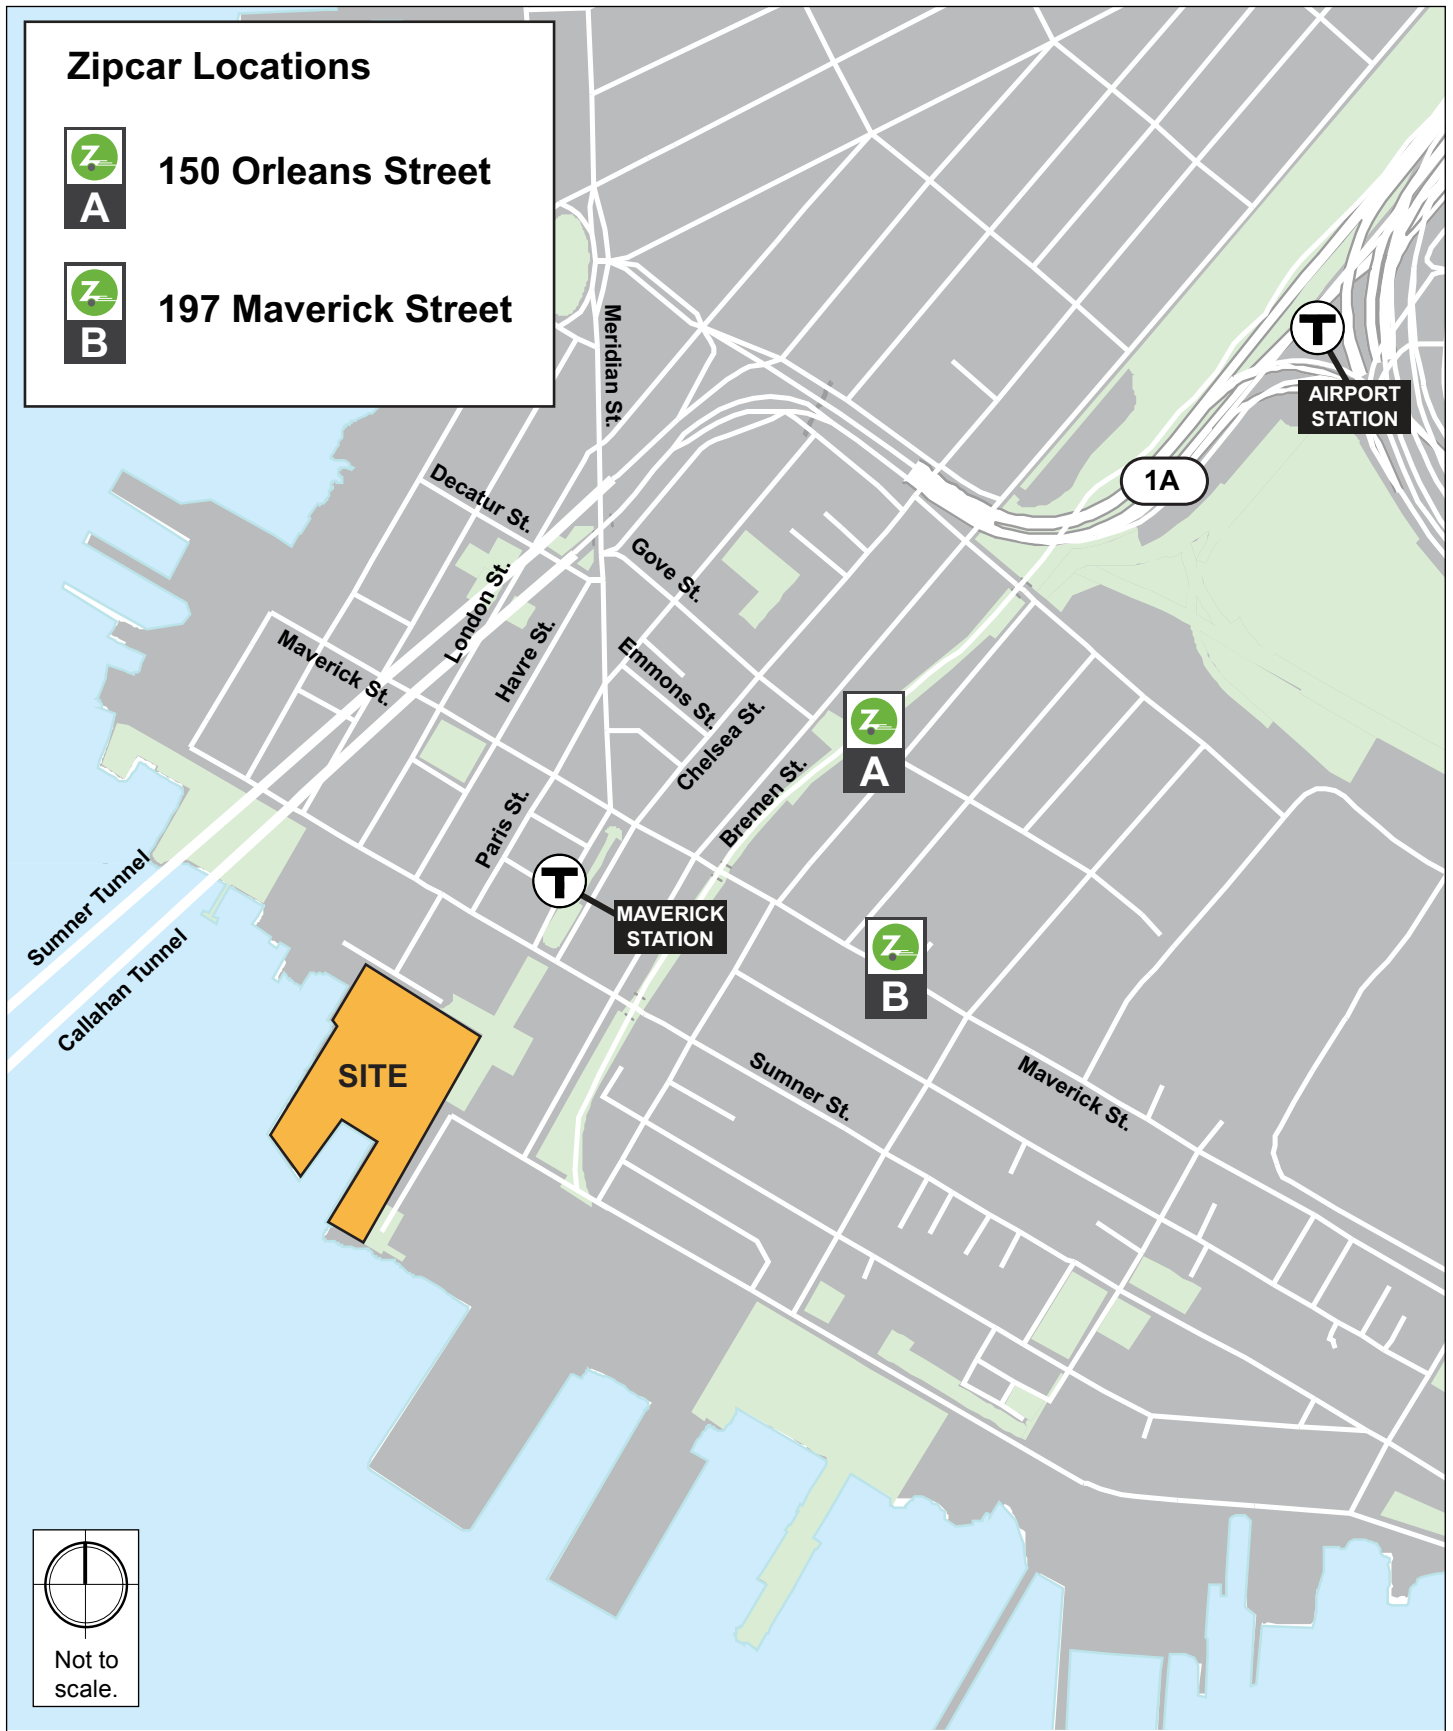 Zipcar Locations
Z
A
150 Orleans Street
Z
B
197 Maverick Street
Meridian St.
T
AIRPORT
STATION
1A
Decatur St.
Gove St.
London St.
Havre St.
Maverick St.
Emmons St.
Chelsea St.
Z
A
Bremen St.
Paris St.
T
MAVERICK
STATION
Sumner Tunnel
Callahan Tunnel
Z
B
SITE
Sumner St.
Maverick St.
Not to
scale.